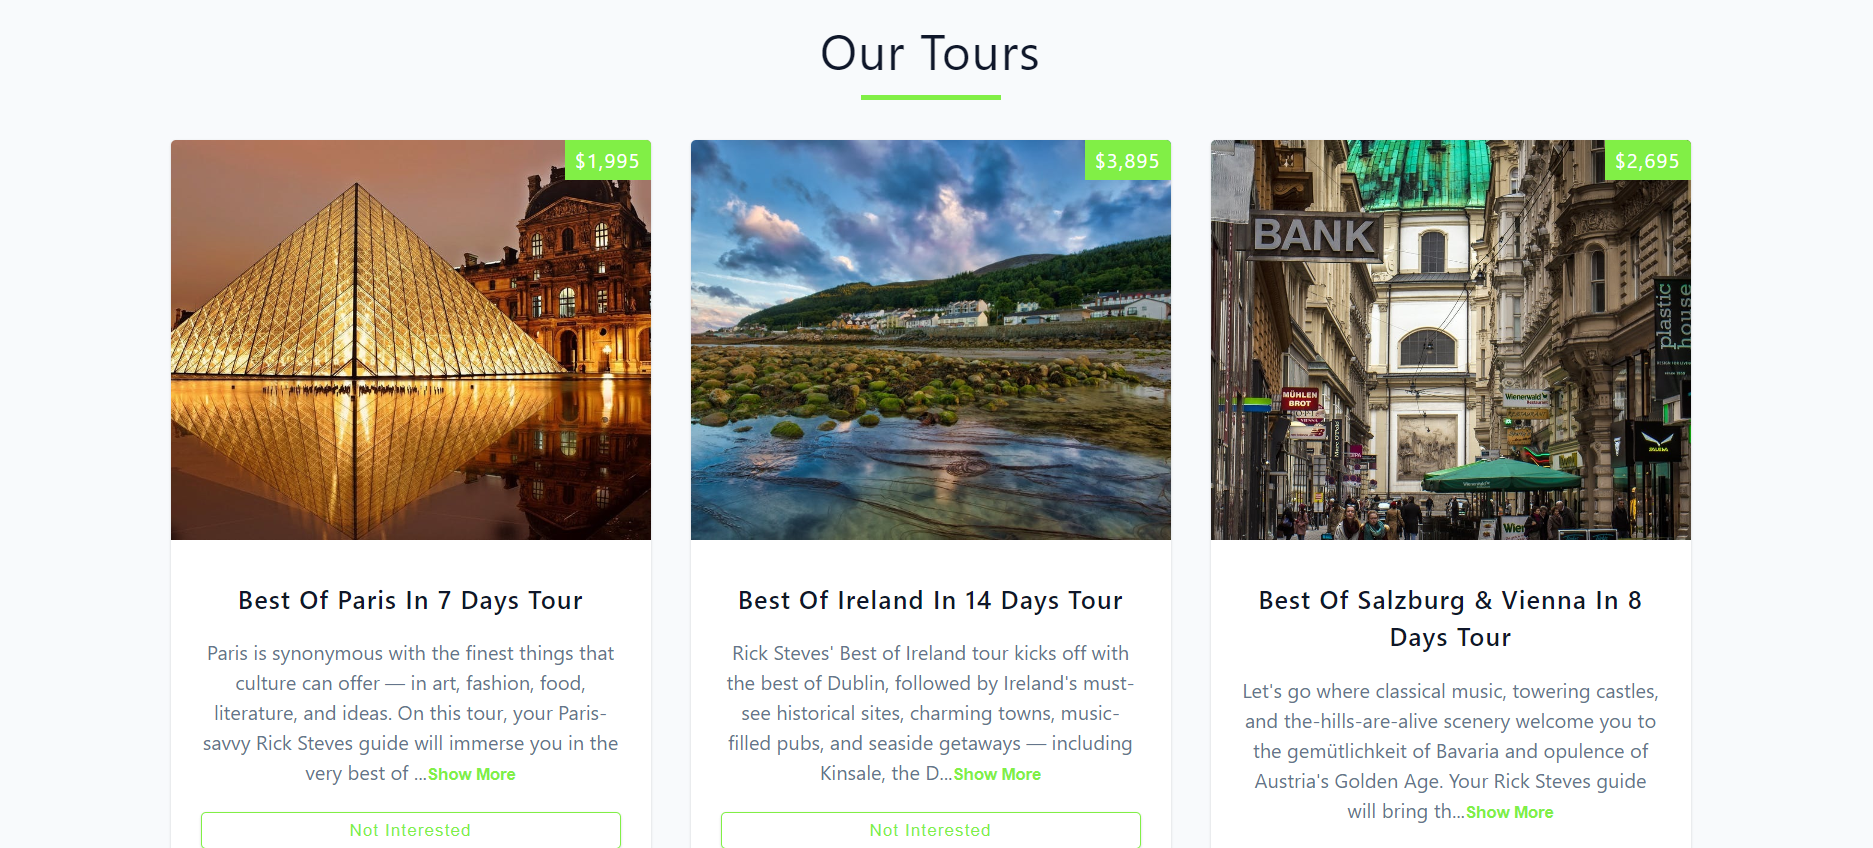 Our Tours
$1,995
$3,895
$2,695
BANK
plastic
house
MÜHLEN
BROT
Wienerwald
Wien
Best Of Paris In 7 Days Tour
Paris is synonymous with the finest things that
culture can offer — in art, fashion, food,
literature, and ideas. On this tour, your Paris-
savvy Rick Steves guide will immerse you in the
very best of ...Show More
Not Interested
Best Of Ireland In 14 Days Tour
Rick Steves' Best of Ireland tour kicks off with
the best of Dublin, followed by Ireland's must-
see historical sites, charming towns, music-
filled pubs, and seaside getaways — including
Kinsale, the D...Show More
Not Interested
Best Of Salzburg & Vienna In 8
Days Tour
Let's go where classical music, towering castles,
and the-hills-are-alive scenery welcome you to
the gemütlichkeit of Bavaria and opulence of
Austria's Golden Age. Your Rick Steves guide
will bring th...Show More